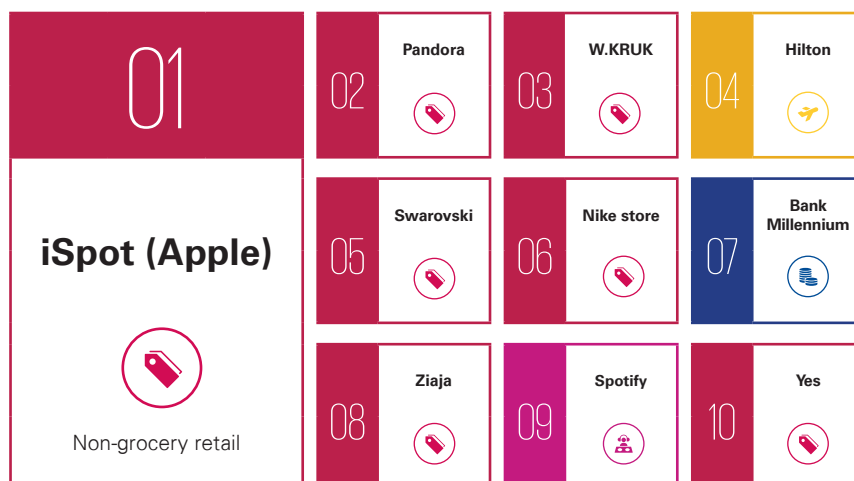 01
iSpot (Apple)
Non-grocery retail
02
Pandora
03
W.KRUK
04
Hilton
05
Swarovski
06
Nike store
07
Bank
Millennium
08
Ziaja
09
Spotify
10
Yes